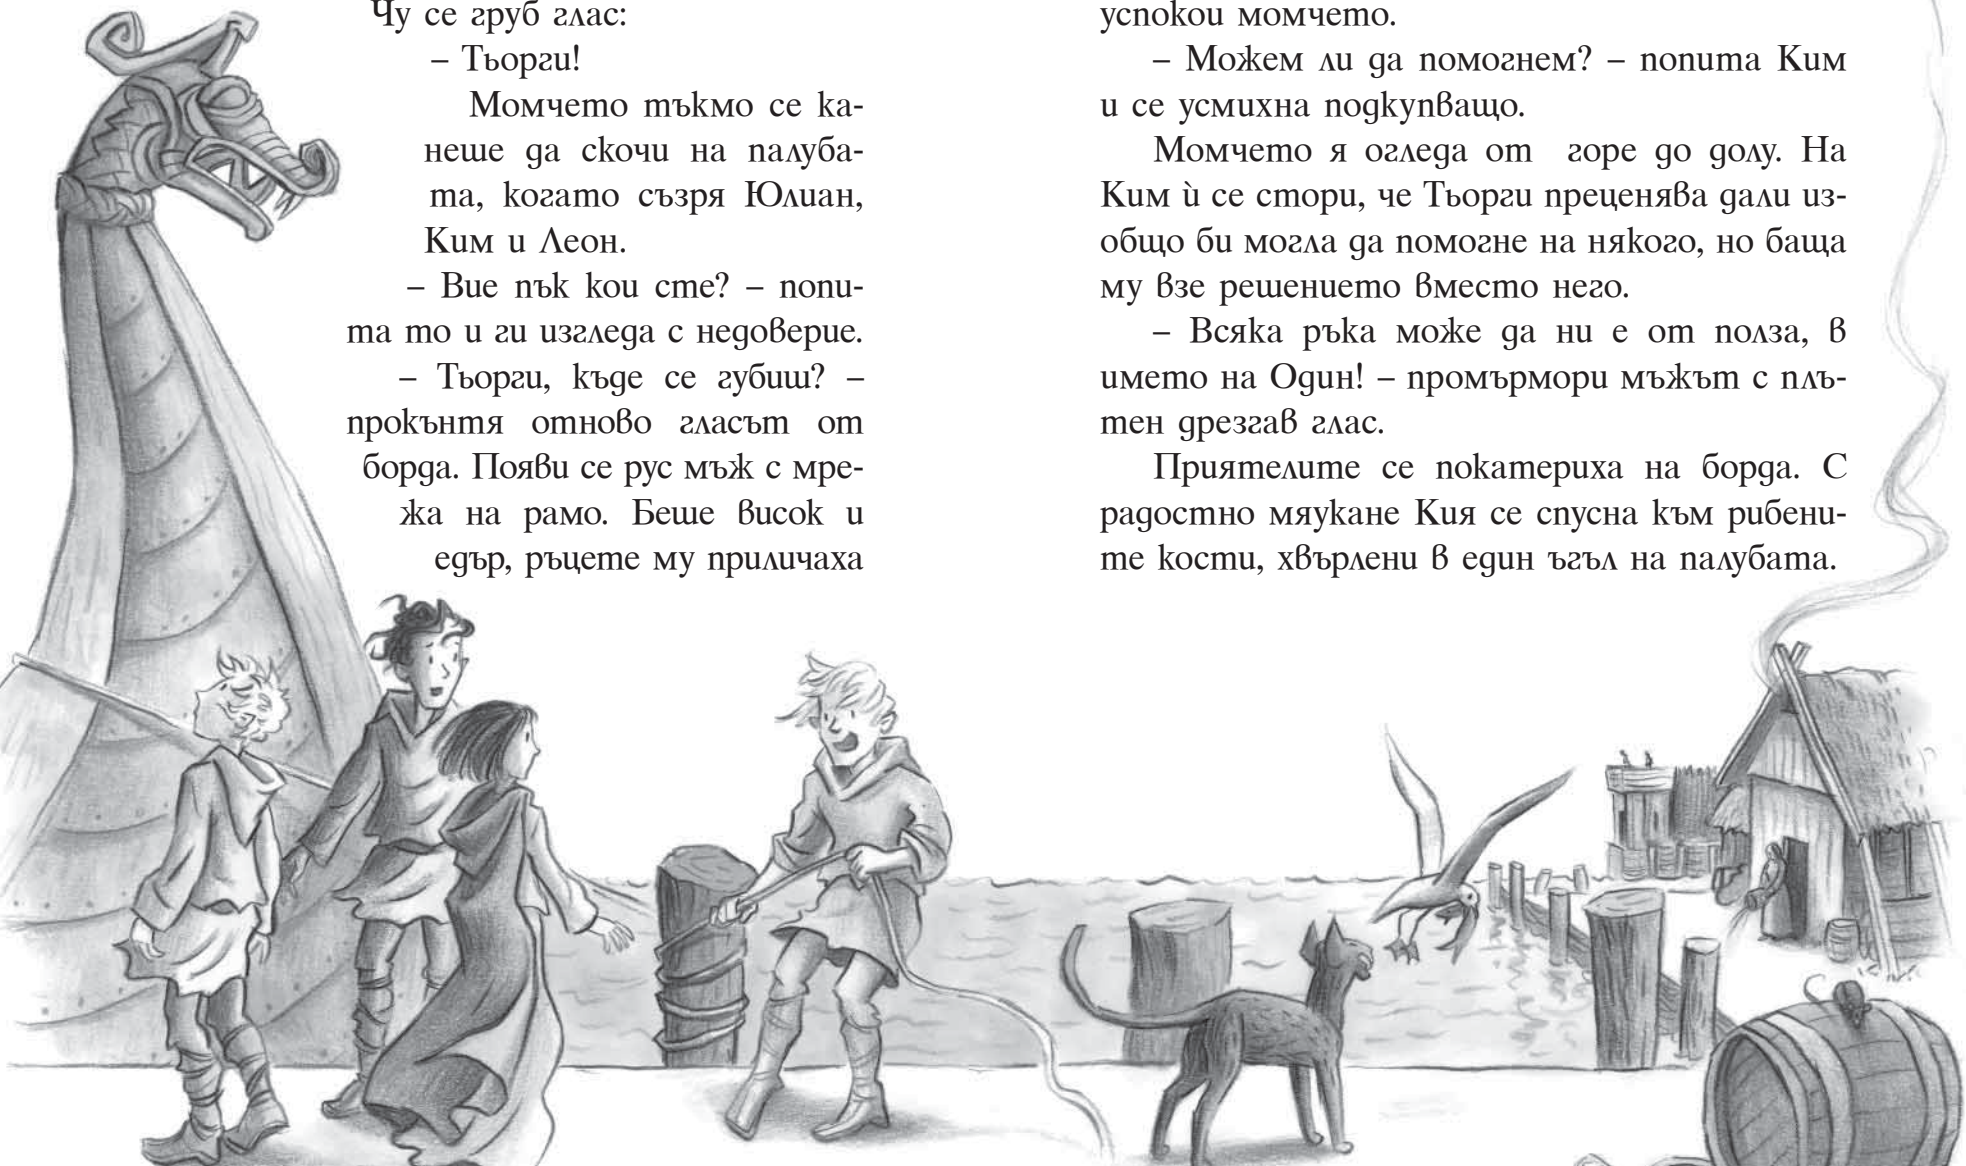 Чу се груб глас:
– Тьорги!
Момчето тъкмо се ка-
неше да скочи на палуба-
та, когато съзря Юлиан,
Ким и Леон.
– Вие пък кои сте? – попи-
та то и ги изгледа с недоверие.
– Тьорги, къде се губиш? –
прокънтя отново гласът от
борда. Появи се рус мъж с мре-
жа на рамо. Беше висок и
едър, ръцете му приличаха
успокои момчето.
– Можем ли да помогнем? – попита Ким
и се усмихна подкупващо.
Момчето я огледа от горе до долу. На
Ким ѝ се стори, че Тьорги преценява дали из-
общо би могла да помогне на някого, но баща
му взе решението вместо него.
– Всяка ръка може да ни е от полза, в
името на Один! – промърмори мъжът с плъ-
тен дрезгав глас.
Приятелите се покатериха на борда. С
радостно мяукане Кия се спусна към рибени-
те кости, хвърлени в един ъгъл на палубата.